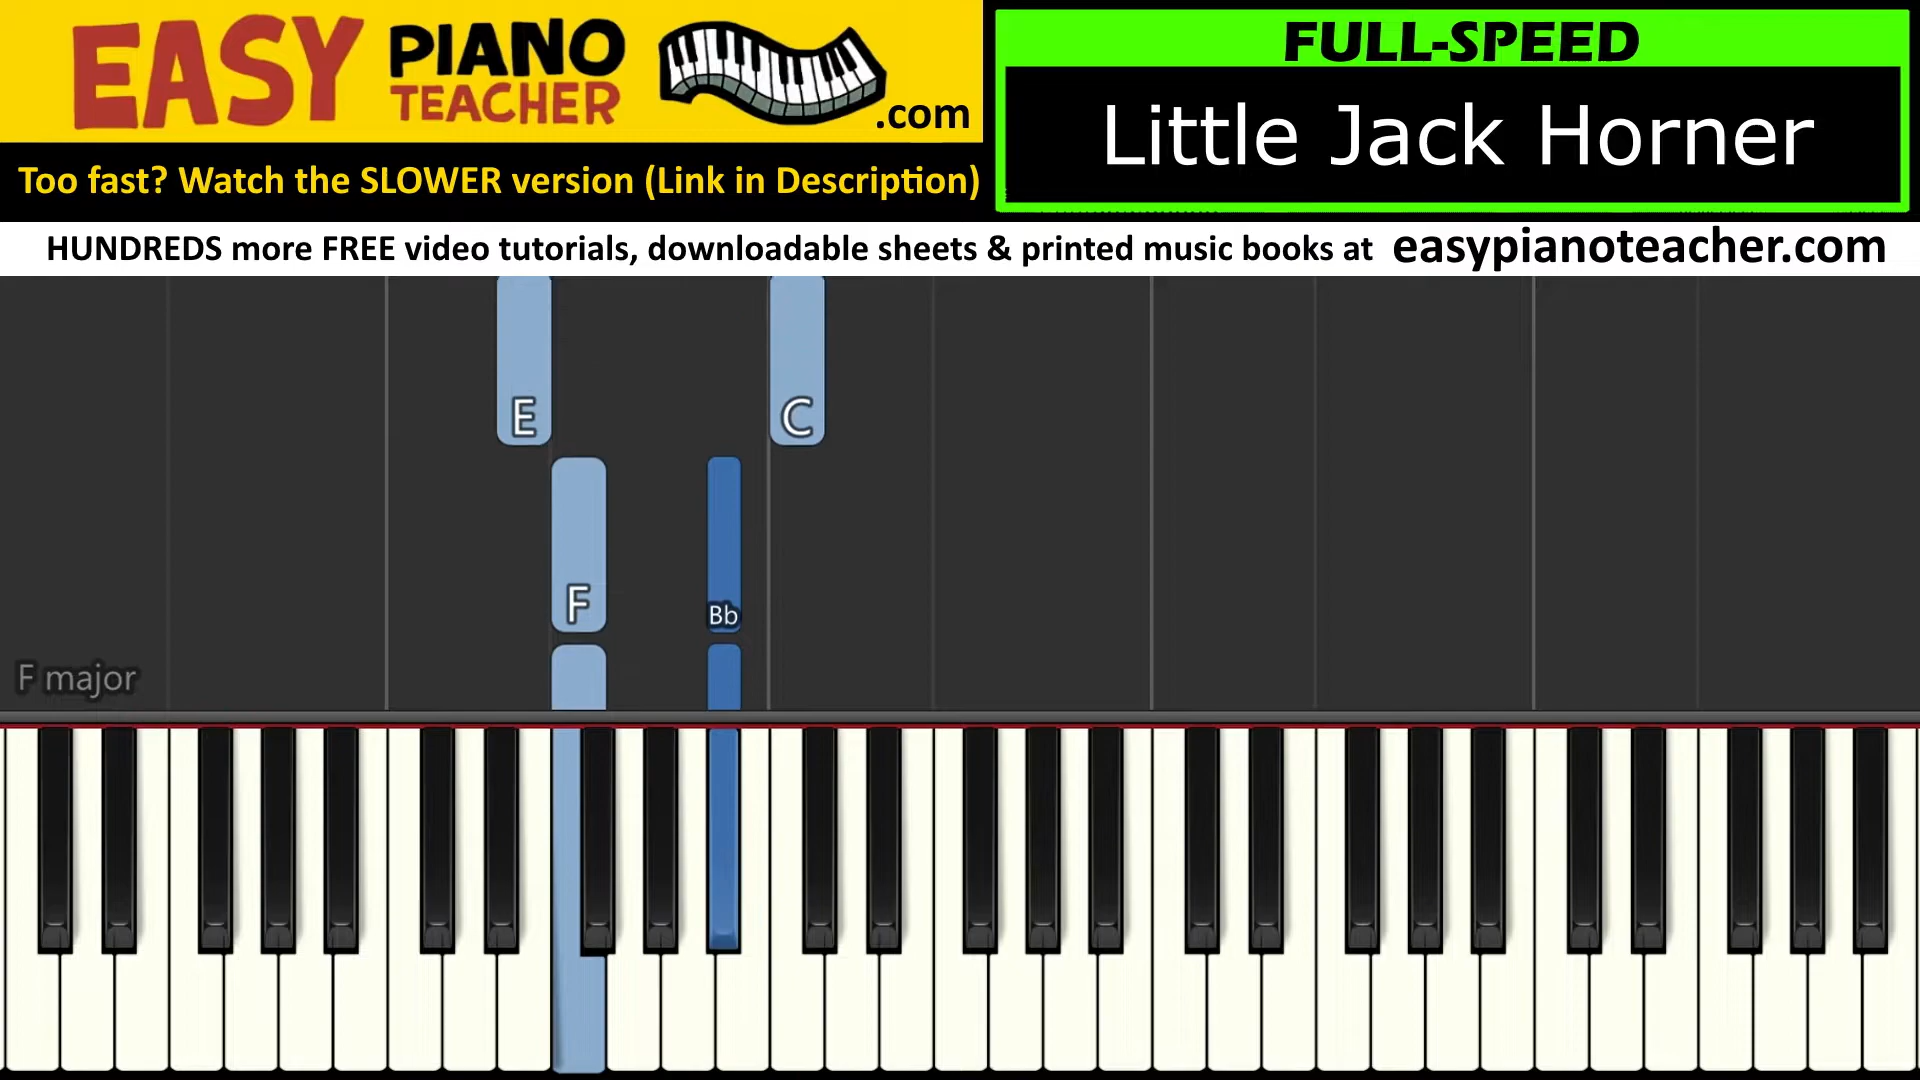 EASY PIANO TEACHER .com
Too fast? Watch the SLOWER version (Link in Description)
FULL-SPEED
Little Jack Horner
HUNDREDS more FREE video tutorials, downloadable sheets & printed music books at easypianoteacher.com
E C
F Bb
F major